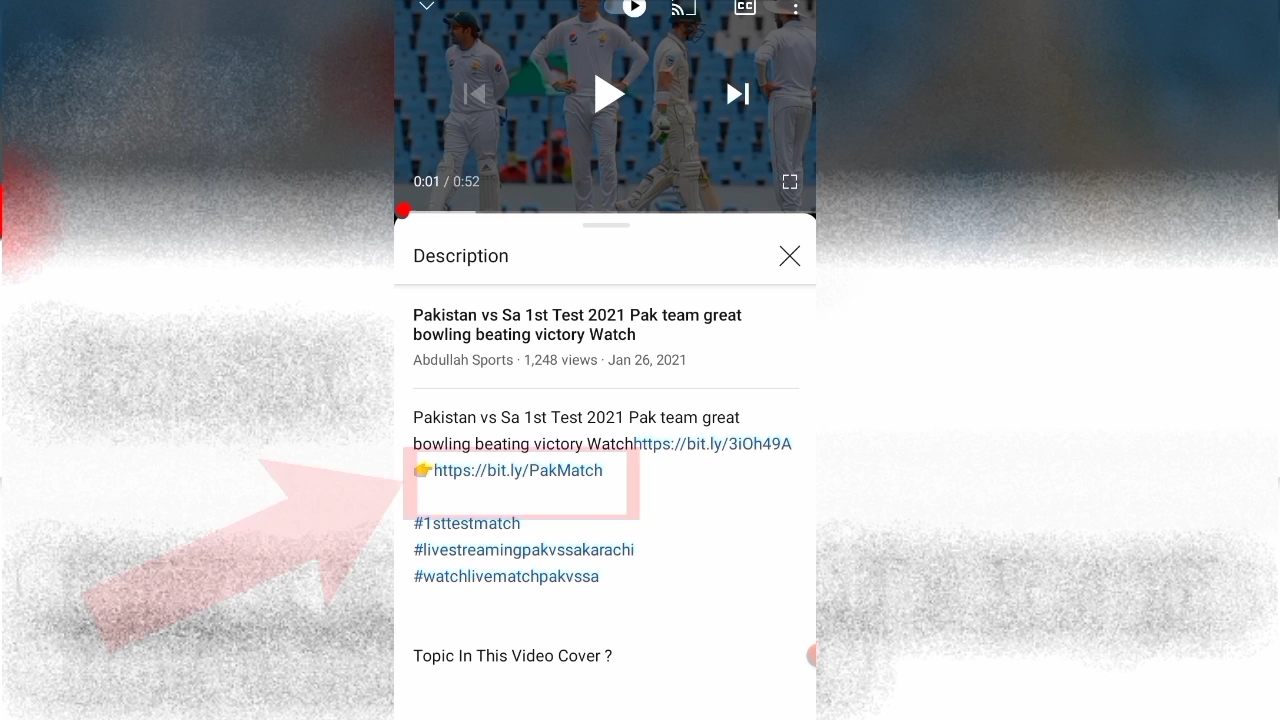 CC
0:01 / 0:52
Description
Pakistan vs Sa 1st Test 2021 Pak team great
bowling beating victory Watch
Abdullah Sports · 1,248 views · Jan 26, 2021
Pakistan vs Sa 1st Test 2021 Pak team great
bowling beating victory Watchhttps://bit.ly/3iOh49A
👉https://bit.ly/PakMatch
#1sttestmatch
#livestreamingpakvssakarachi
#watchlivematchpakvssa
Topic In This Video Cover ?